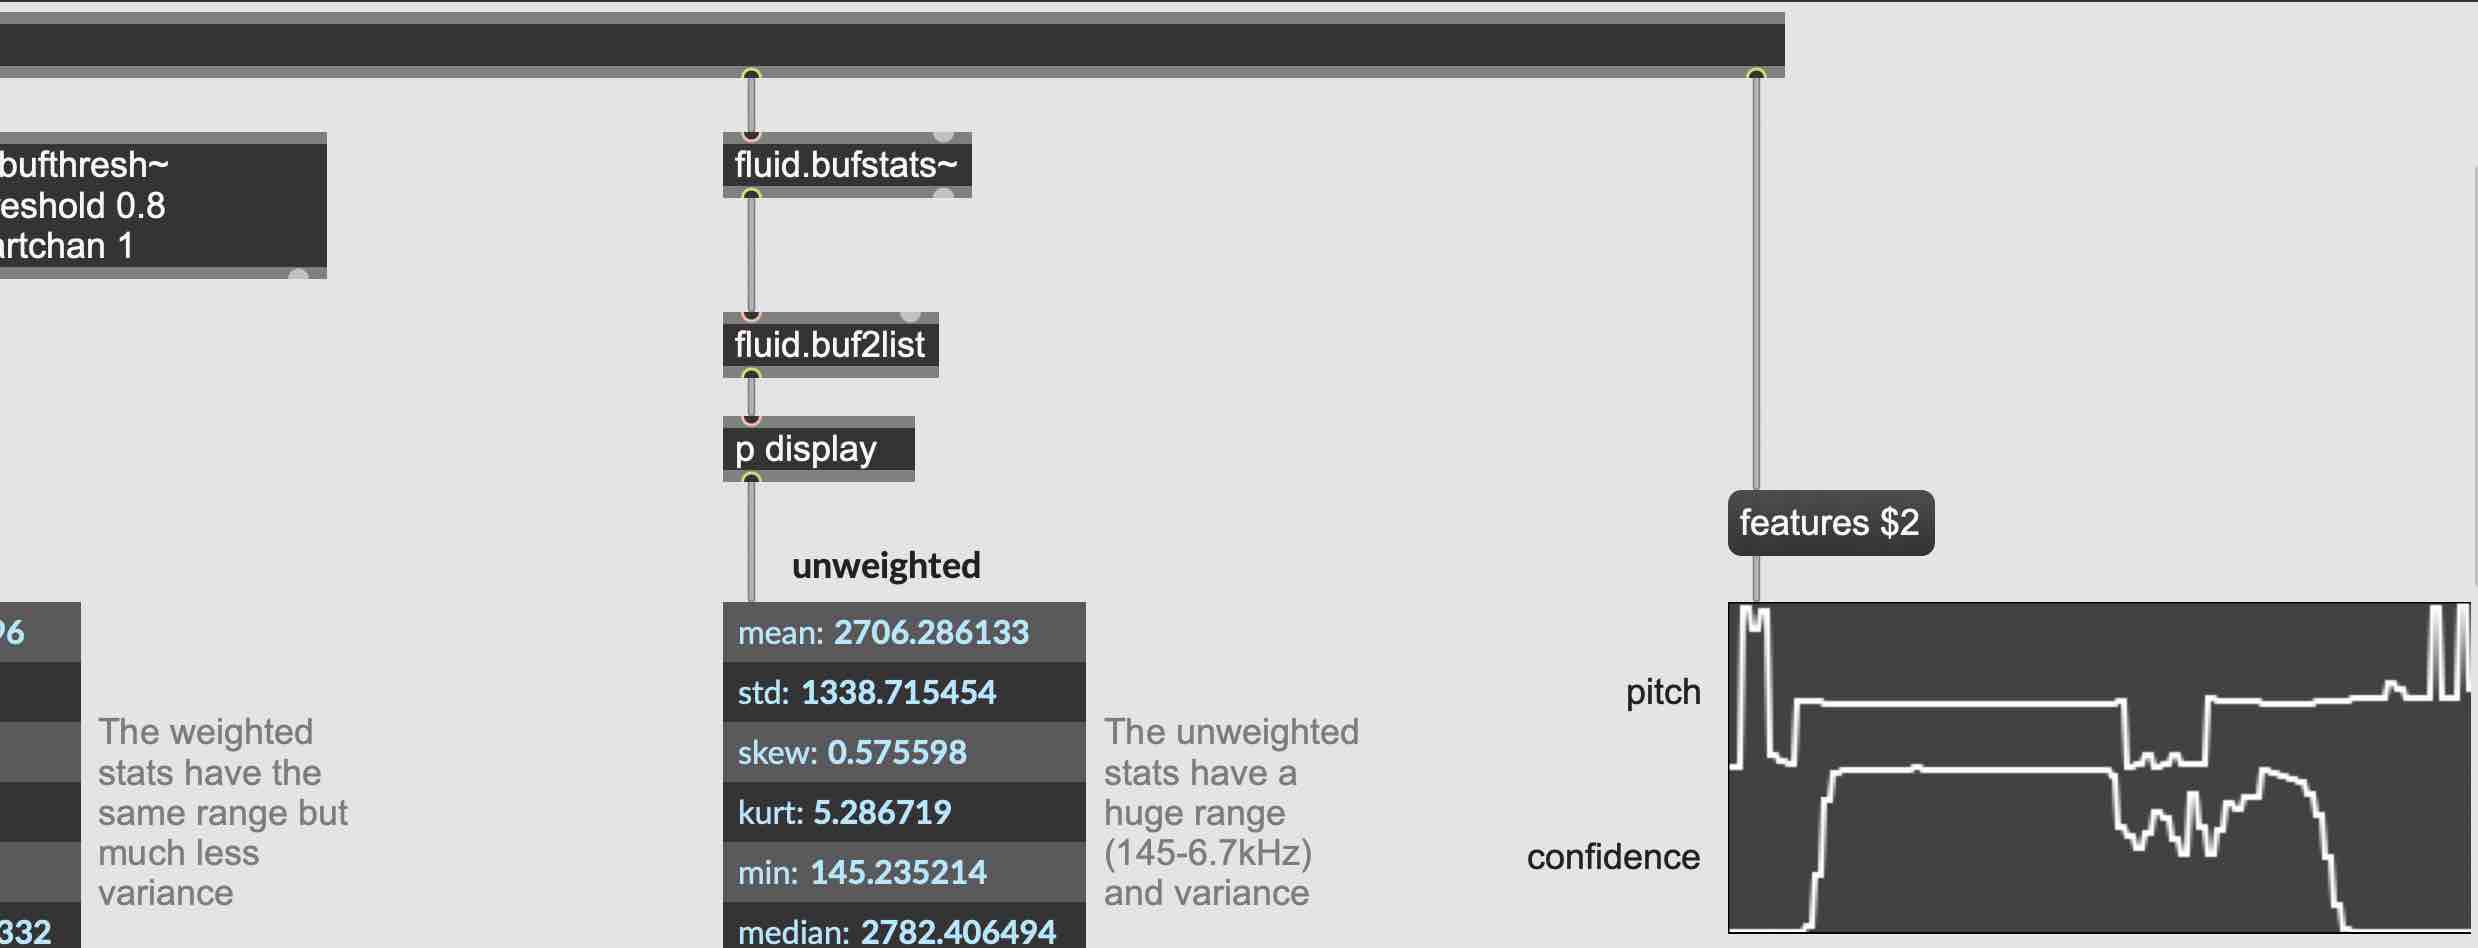 bufthresh~
eshold 0.8
artchan 1
fluid.bufstats~
fluid.buf2list
p display
features $2
unweighted
96
332
The weighted
stats have the
same range but
much less
variance
mean: 2706.286133
std: 1338.715454
skew: 0.575598
kurt: 5.286719
min: 145.235214
median: 2782.406494
The unweighted
stats have a
huge range
(145-6.7kHz)
and variance
pitch
confidence